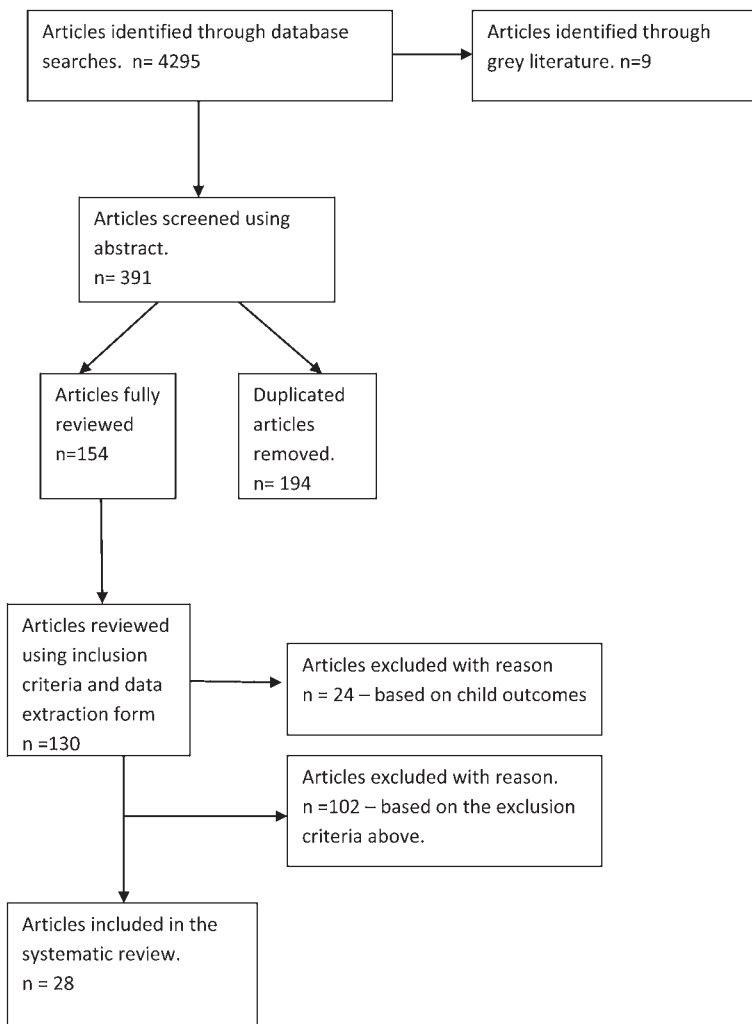 Articles identified through database
searches.  n= 4295
Articles identified through
grey literature. n=9
Articles screened using
abstract.
n= 391
Articles fully
reviewed
n=154
Duplicated
articles
removed.
n= 194
Articles reviewed
using inclusion
criteria and data
extraction form
n =130
Articles excluded with reason
n = 24 – based on child outcomes
Articles excluded with reason.
n =102 – based on the exclusion
criteria above.
Articles included in the
systematic review.
n = 28